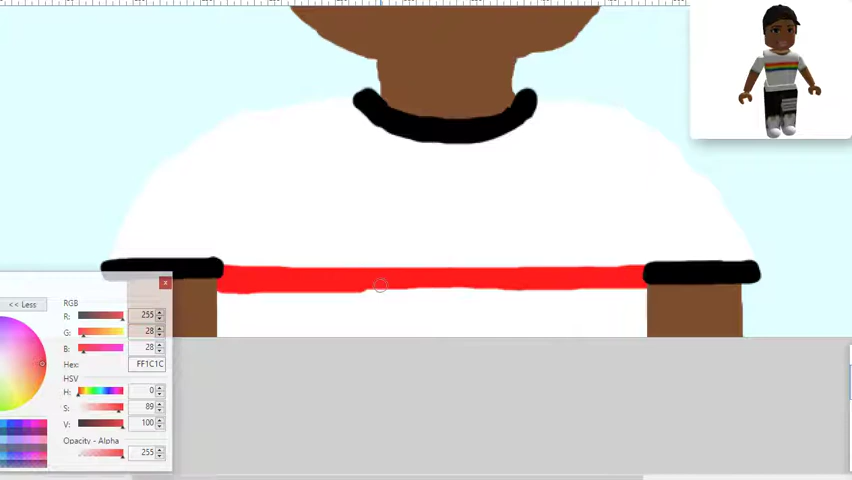 x
<< Less
RGB
R: 255
G: 28
B: 28
Hex: FF1C1C
HSV
H: 0
S: 89
V: 100
Opacity - Alpha
255